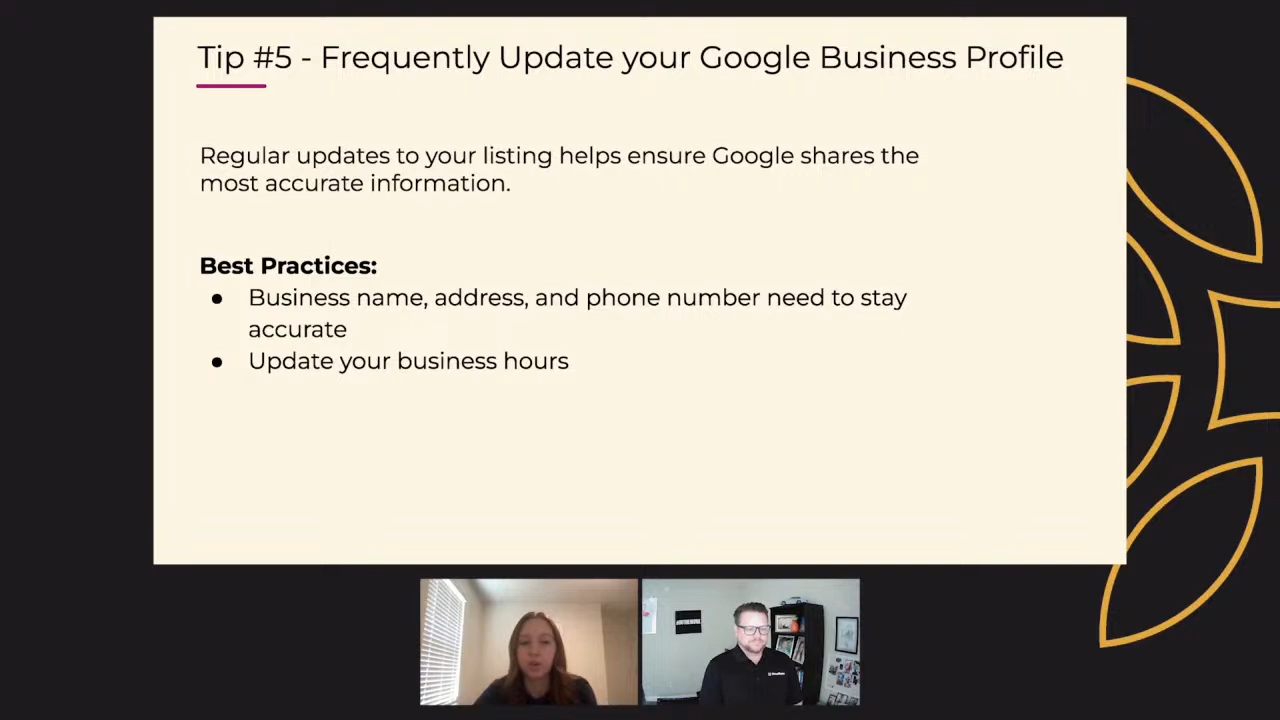 Tip #5 - Frequently Update your Google Business Profile
Regular updates to your listing helps ensure Google shares the
most accurate information.
Best Practices:
● Business name, address, and phone number need to stay
accurate
● Update your business hours